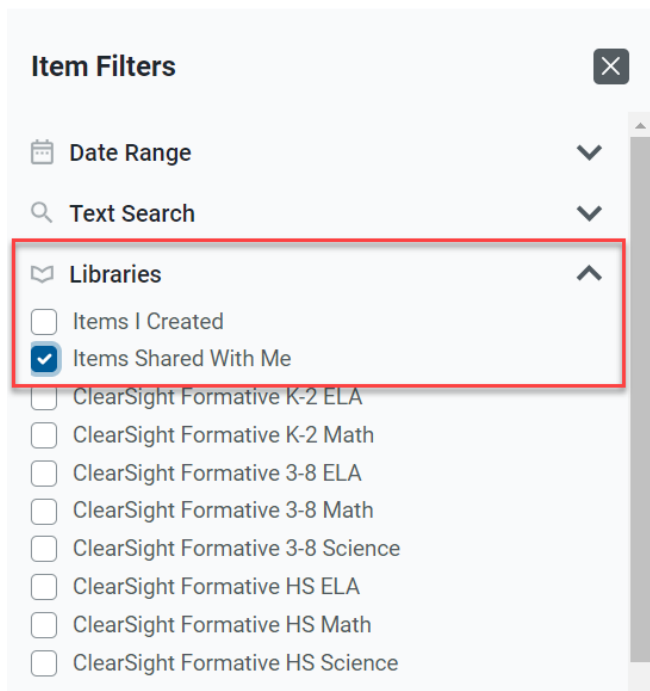 Item Filters
Date Range
Text Search
Libraries
Items I Created
Items Shared With Me
ClearSight Formative K-2 ELA
ClearSight Formative K-2 Math
ClearSight Formative 3-8 ELA
ClearSight Formative 3-8 Math
ClearSight Formative 3-8 Science
ClearSight Formative HS ELA
ClearSight Formative HS Math
ClearSight Formative HS Science